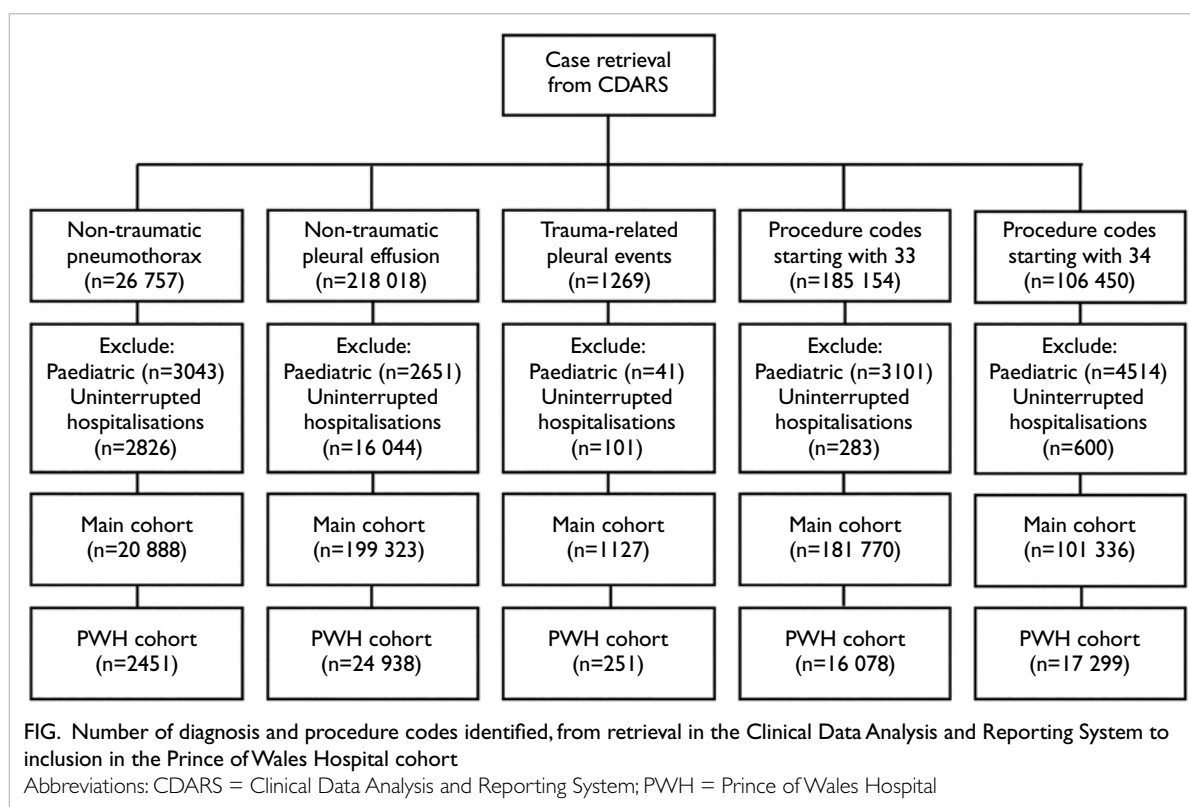 Case retrieval
from CDARS
Non-traumatic
pneumothorax
(n=26 757)
Non-traumatic
pleural effusion
(n=218 018)
Trauma-related
pleural events
(n=1269)
Procedure codes
starting with 33
(n=185 154)
Procedure codes
starting with 34
(n=106 450)
Exclude:
Paediatric (n=3043)
Uninterrupted
hospitalisations
(n=2826)
Exclude:
Paediatric (n=2651)
Uninterrupted
hospitalisations
(n=16 044)
Exclude:
Paediatric (n=41)
Uninterrupted
hospitalisations
(n=101)
Exclude:
Paediatric (n=3101)
Uninterrupted
hospitalisations
(n=283)
Exclude:
Paediatric (n=4514)
Uninterrupted
hospitalisations
(n=600)
Main cohort
(n=20 888)
Main cohort
(n=199 323)
Main cohort
(n=1127)
Main cohort
(n=181 770)
Main cohort
(n=101 336)
PWH cohort
(n=2451)
PWH cohort
(n=24 938)
PWH cohort
(n=251)
PWH cohort
(n=16 078)
PWH cohort
(n=17 299)
FIG. Number of diagnosis and procedure codes identified, from retrieval in the Clinical Data Analysis and Reporting System to
inclusion in the Prince of Wales Hospital cohort
Abbreviations: CDARS = Clinical Data Analysis and Reporting System; PWH = Prince of Wales Hospital